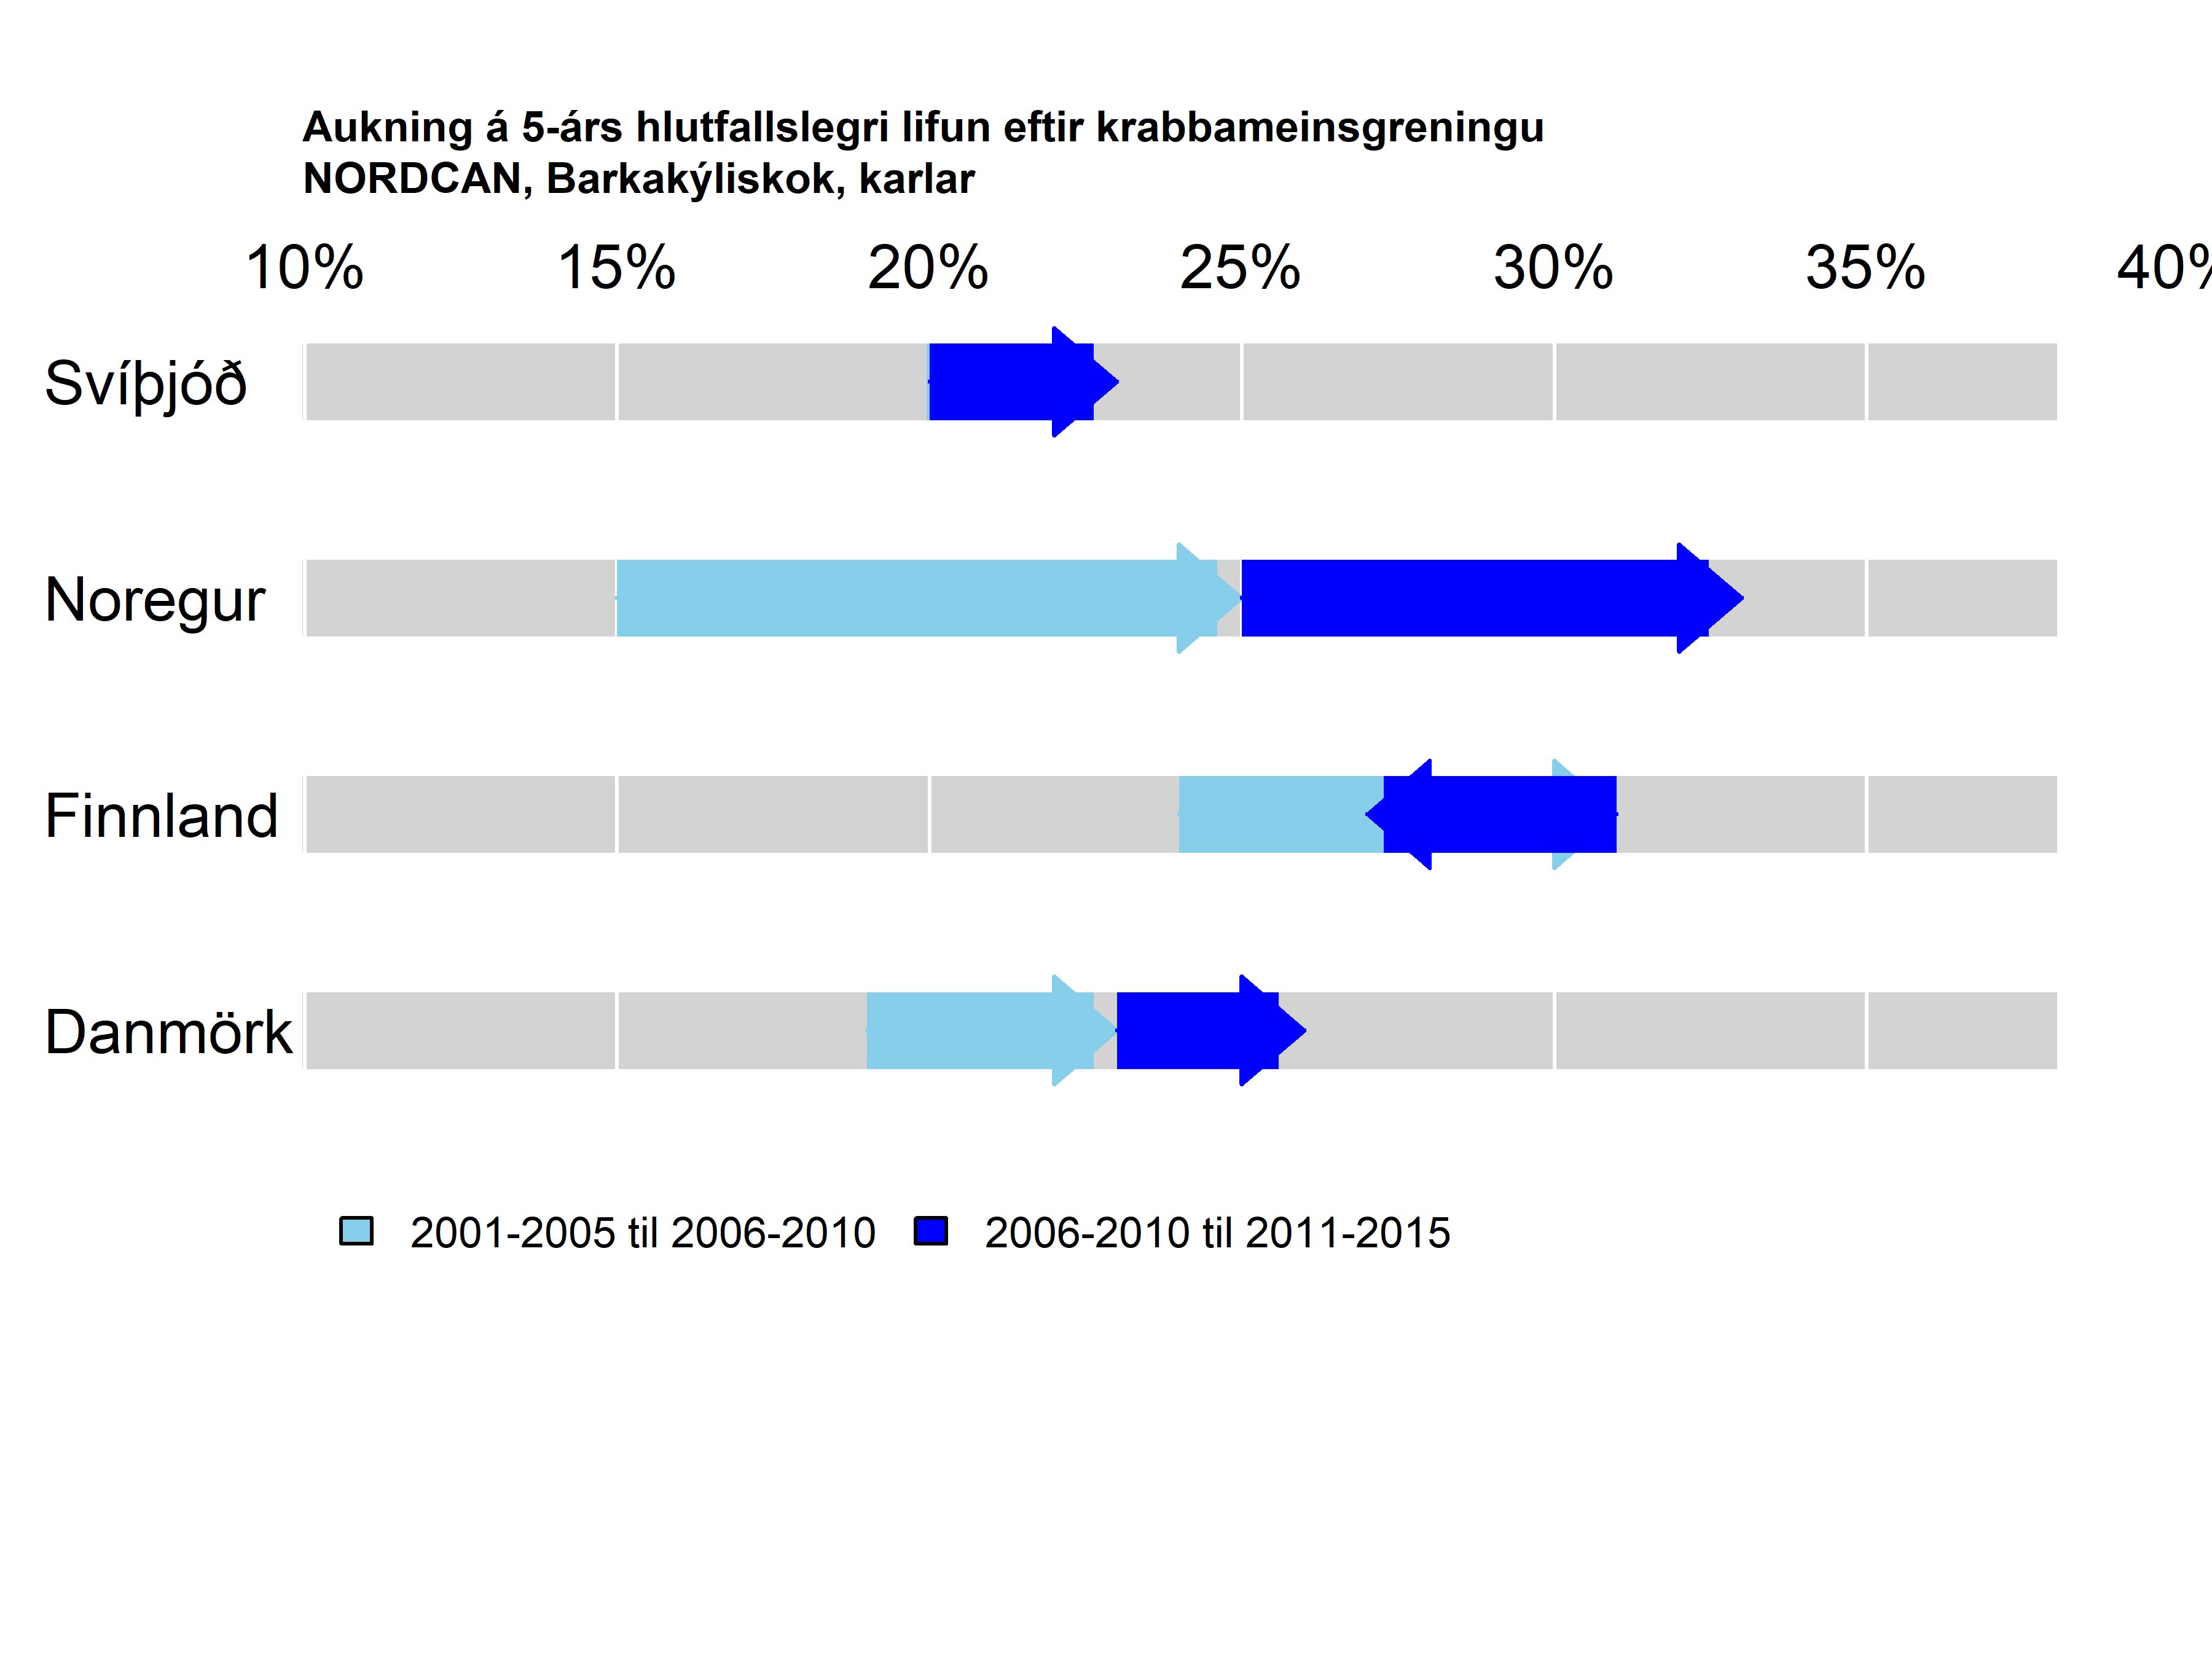 Aukning á 5-árs hlutfallslegri lifun eftir krabbameinsgreningu
NORDCAN, Barkakýliskok, karlar
10% 15% 20% 25% 30% 35% 40%
Svíþjóð
Noregur
Finnland
Danmörk
2001-2005 til 2006-2010 2006-2010 til 2011-2015